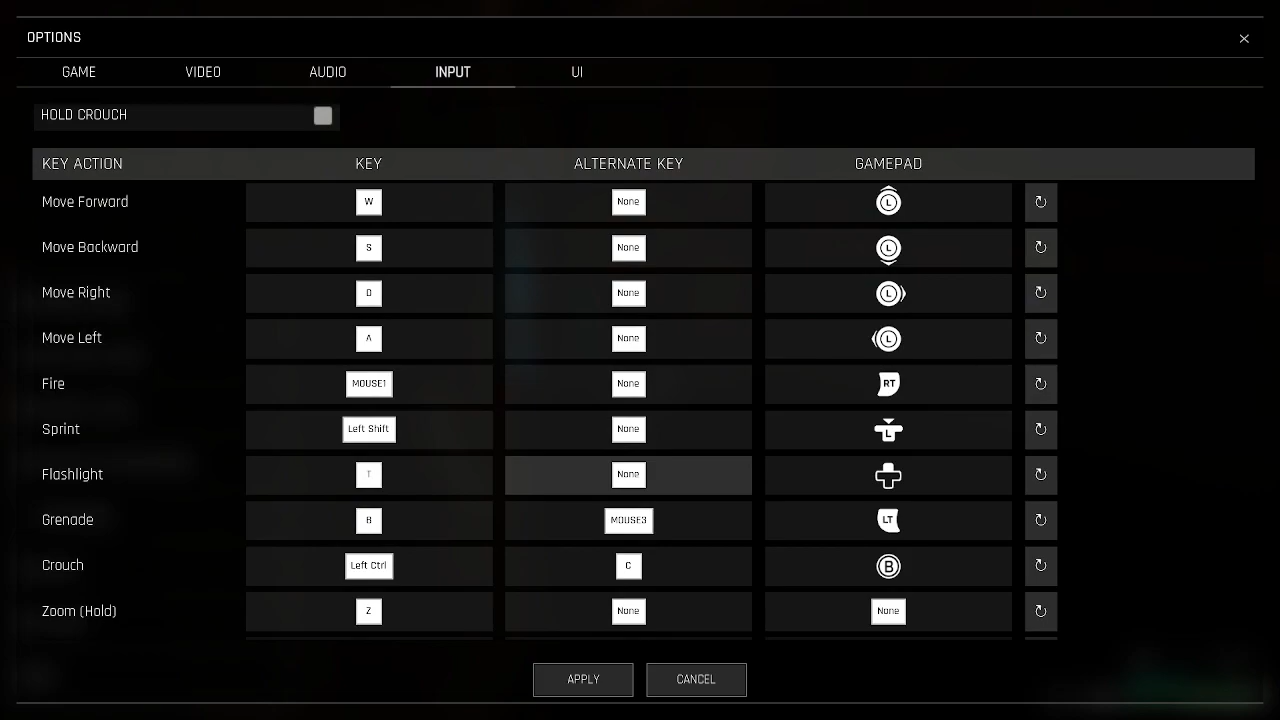 OPTIONS ×
GAME VIDEO AUDIO INPUT UI
HOLD CROUCH
KEY ACTION KEY ALTERNATE KEY GAMEPAD
Move Forward W None L
Move Backward S None L
Move Right D None L
Move Left A None L
Fire MOUSE1 None RT
Sprint Left Shift None L
Flashlight T None
Grenade B MOUSE3 LT
Crouch Left Ctrl C B
Zoom (Hold) Z None None
APPLY CANCEL